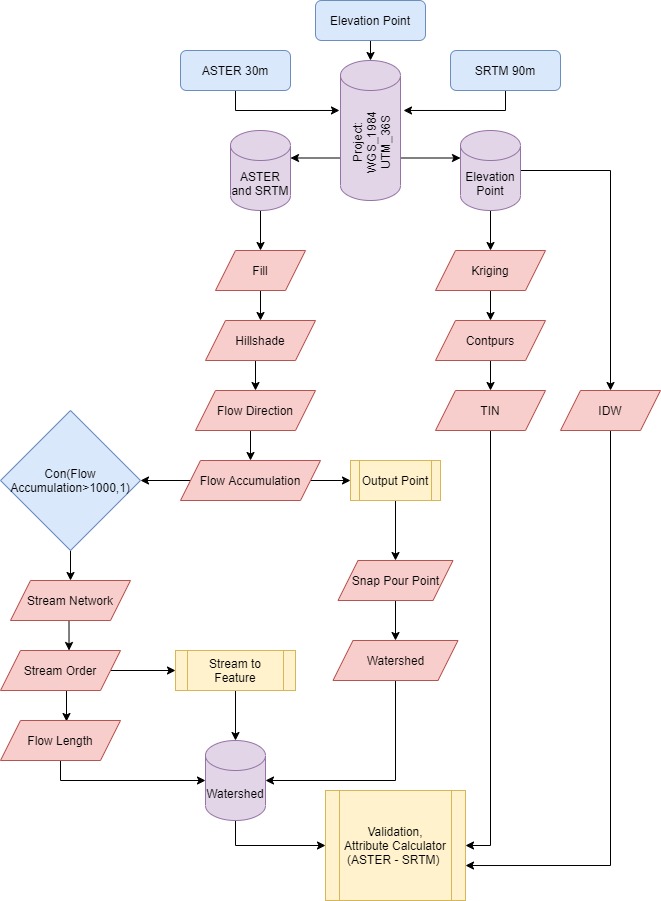 Elevation Point
ASTER 30m
SRTM 90m
Project:
WGS_1984
UTM_36S
ASTER
and SRTM
Elevation
Point
Fill
Kriging
Hillshade
Contpurs
Flow Direction
TIN
IDW
Con(Flow
Accumulation>1000,1)
Flow Accumulation
Output Point
Stream Network
Snap Pour Point
Stream Order
Stream to
Feature
Watershed
Flow Length
Watershed
Validation,
Attribute Calculator
(ASTER - SRTM)